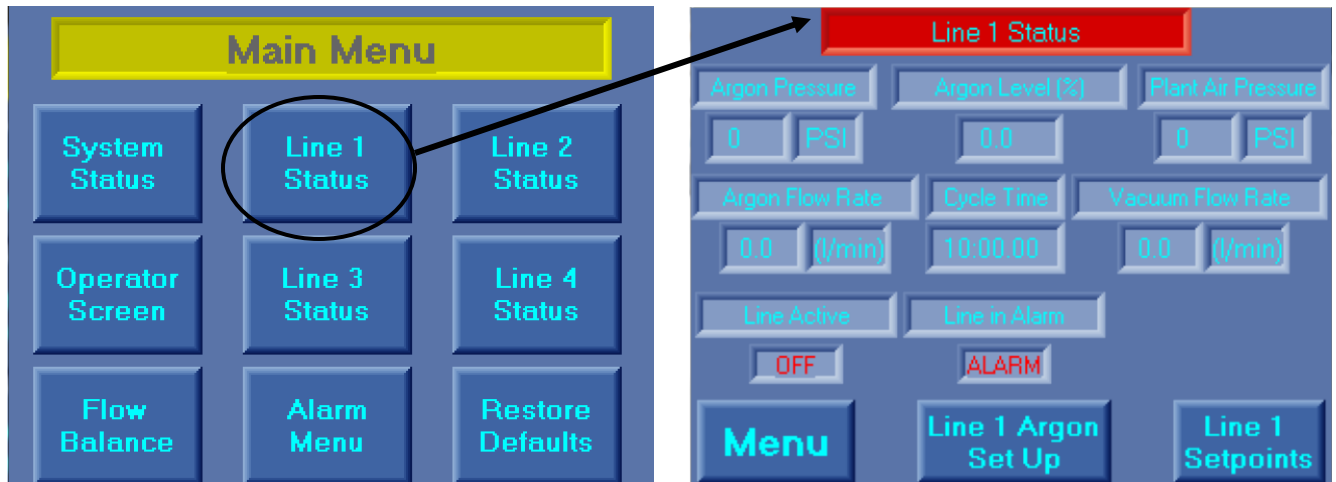 Main Menu
System
Status
Line 1
Status
Line 2
Status
Operator
Screen
Line 3
Status
Line 4
Status
Flow
Balance
Alarm
Menu
Restore
Defaults
Line 1 Status
Argon Pressure
Argon Level (%)
Plant Air Pressure
0 PSI
0.0
0 PSI
Argon Flow Rate
Cycle Time
Vacuum Flow Rate
0.0 (l/min)
10:00.00
0.0 (l/min)
Line Active
Line in Alarm
OFF
ALARM
Menu
Line 1 Argon
Set Up
Line 1
Setpoints